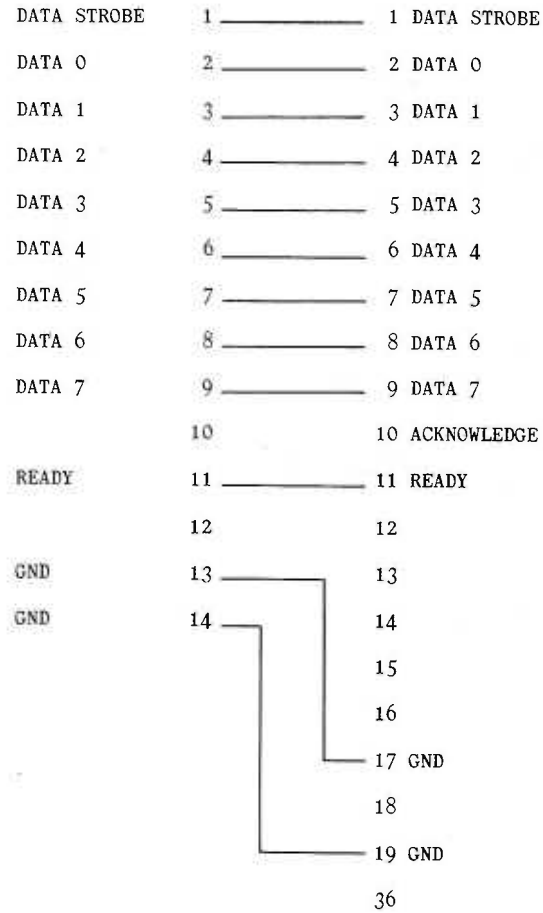 DATA STROBE 1 1 DATA STROBE
DATA 0 2 2 DATA 0
DATA 1 3 3 DATA 1
DATA 2 4 4 DATA 2
DATA 3 5 5 DATA 3
DATA 4 6 6 DATA 4
DATA 5 7 7 DATA 5
DATA 6 8 8 DATA 6
DATA 7 9 9 DATA 7
10 10 ACKNOWLEDGE
READY 11 11 READY
12 12
GND 13 13
GND 14 14
15
16
17 GND
18
19 GND
36